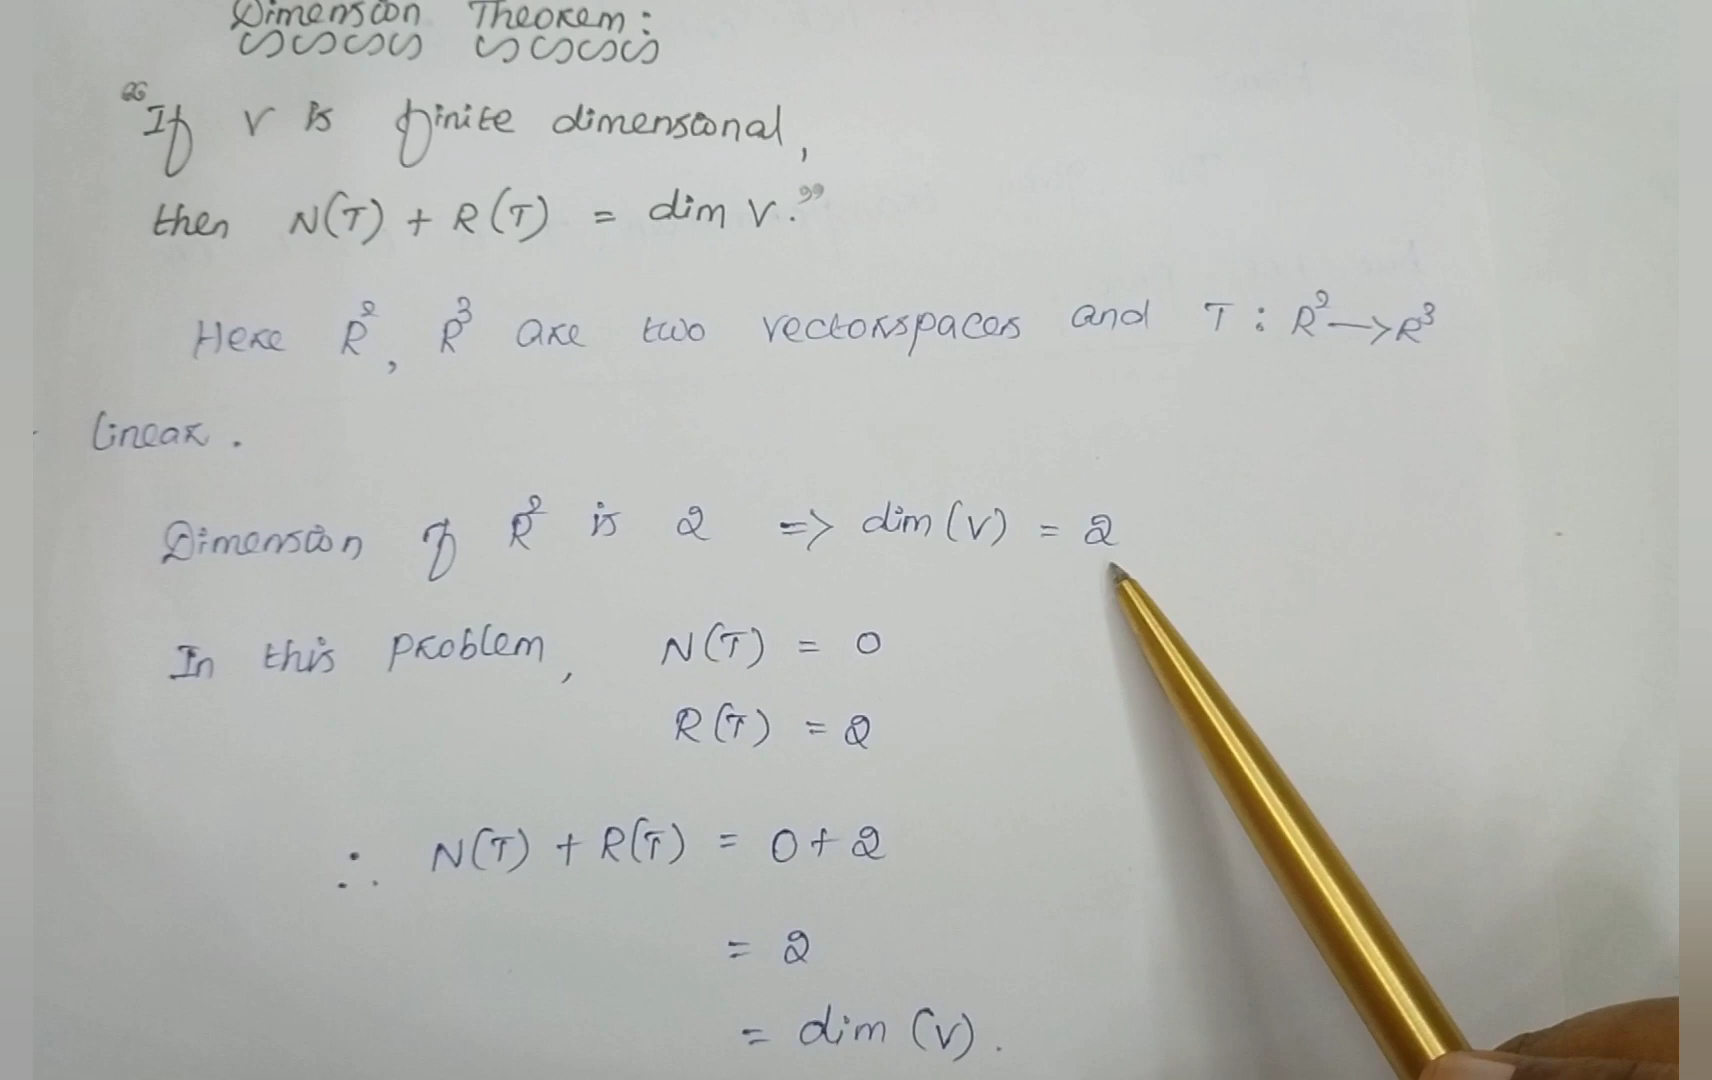 Dimension Theorem:
"If V is finite dimensional,
then N(T) + R(T) = dim V."
Here R², R³ are two vectorspaces and T : R² → R³
linear.
Dimension of R² is 2 => dim(V) = 2
In this problem, N(T) = 0
R(T) = 2
∴ N(T) + R(T) = 0 + 2
= 2
= dim (V).